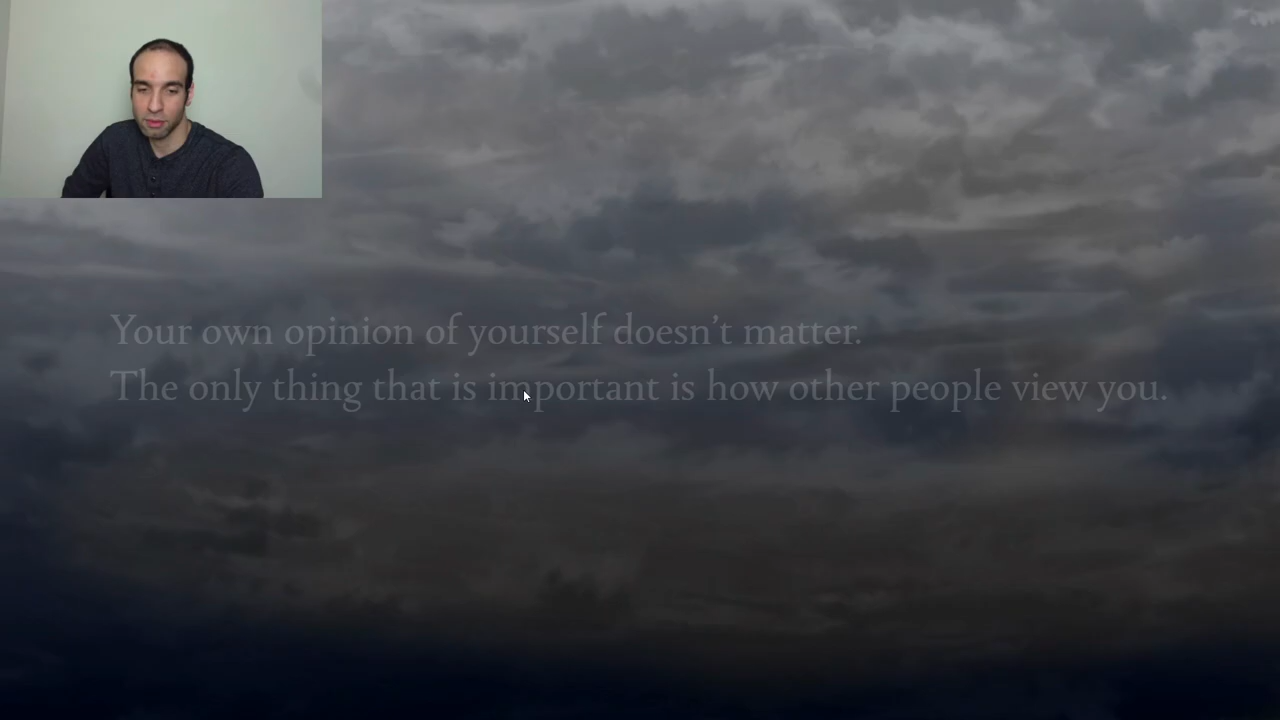 Your own opinion of yourself doesn’t matter.
The only thing that is important is how other people view you.